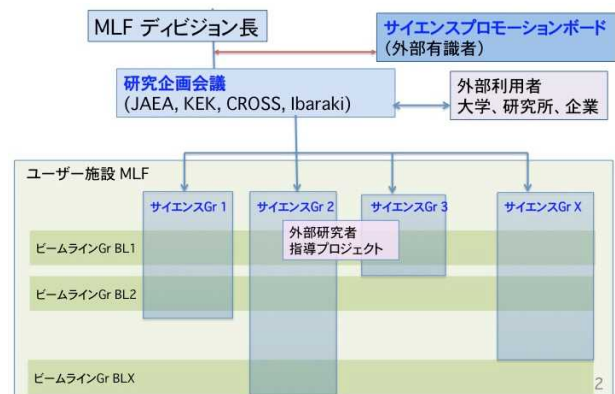 MLF ディビジョン長
サイエンスプロモーションボード
（外部有識者）
研究企画会議
(JAEA, KEK, CROSS, Ibaraki)
外部利用者
大学、研究所、企業
ユーザー施設 MLF
サイエンスGr 1
サイエンスGr 2
サイエンスGr 3
サイエンスGr X
外部研究者
指導プロジェクト
ビームラインGr BL1
ビームラインGr BL2
ビームラインGr BLX
2